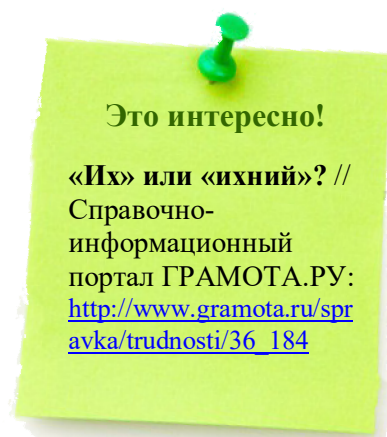 Это интересно!
«Их» или «ихний»? //
Справочно-
информационный
портал ГРАМОТА.РУ:
http://www.gramota.ru/spr
avka/trudnosti/36_184